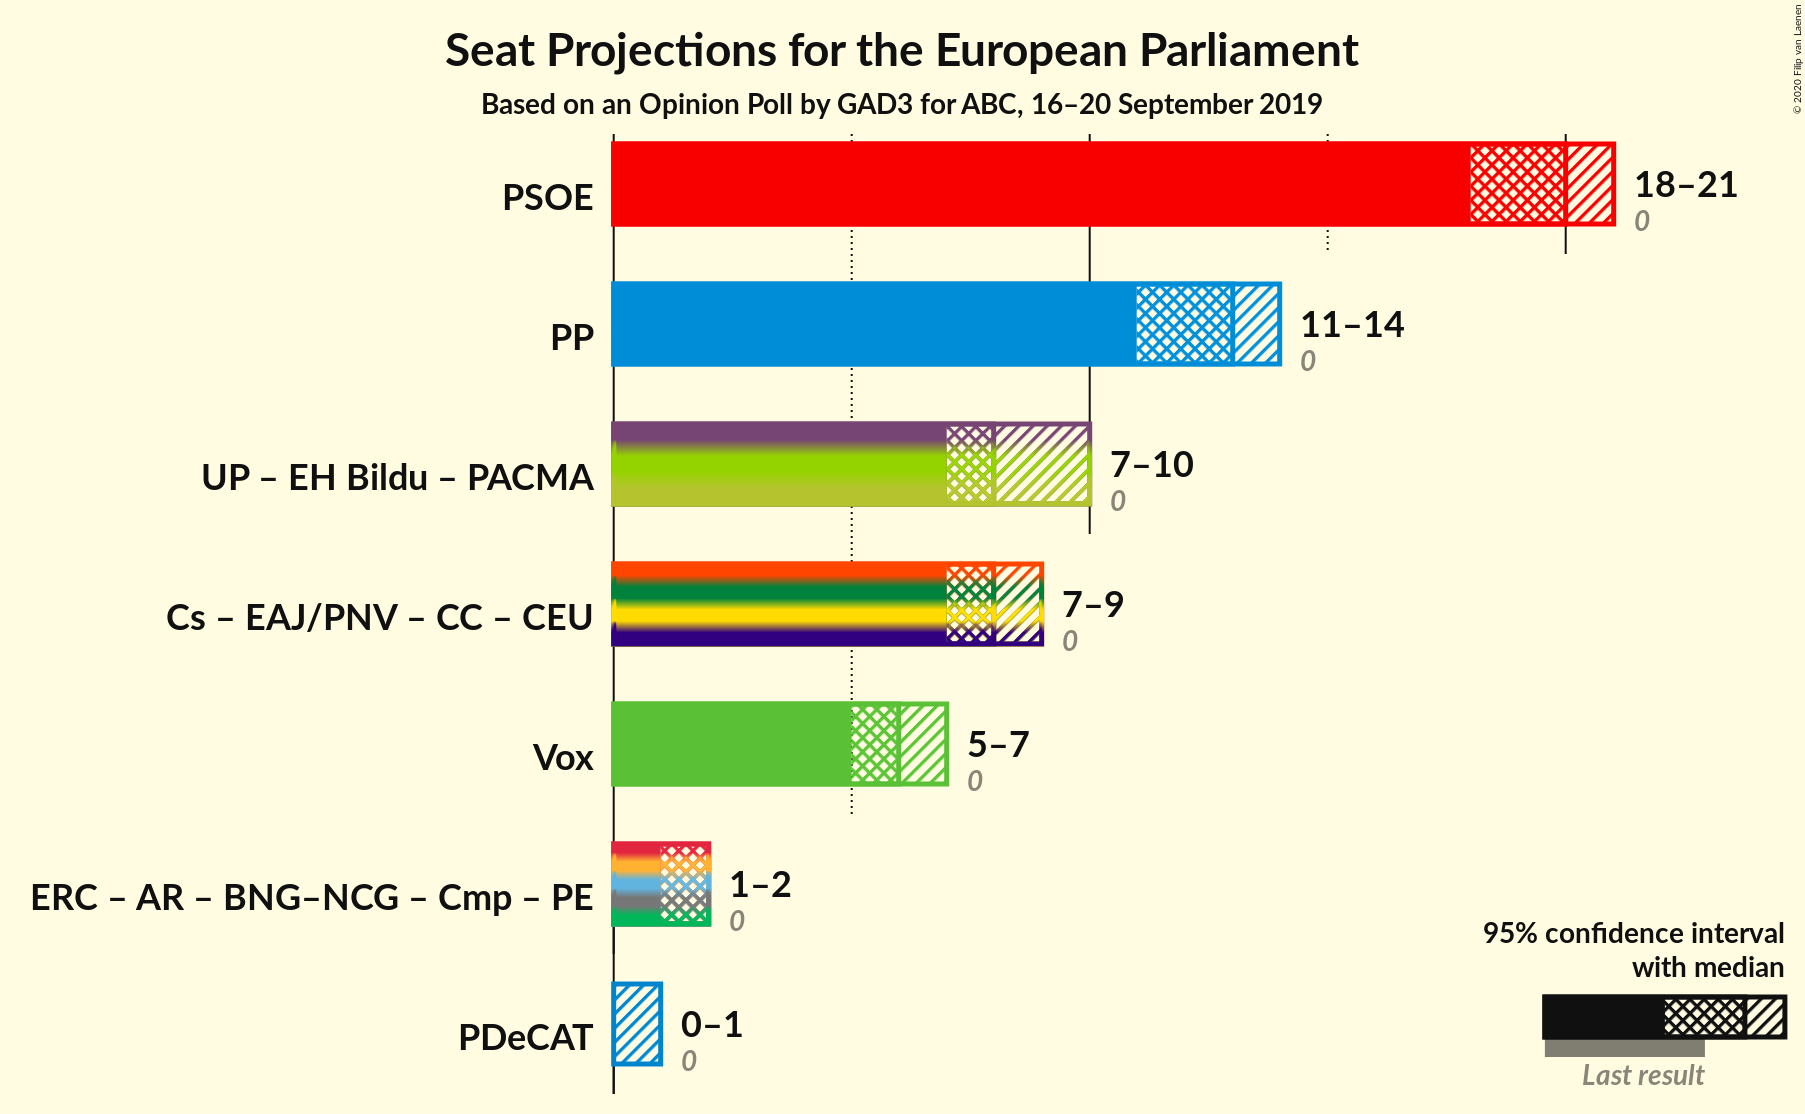 Seat Projections for the European Parliament
Based on an Opinion Poll by GAD3 for ABC, 16–20 September 2019
© 2020 Filip van Laenen
PSOE
18–21
0
PP
11–14
0
UP – EH Bildu – PACMA
7–10
0
Cs – EAJ/PNV – CC – CEU
7–9
0
Vox
5–7
0
ERC – AR – BNG–NCG – Cmp – PE
1–2
0
PDeCAT
0–1
0
95% confidence interval
with median
Last result